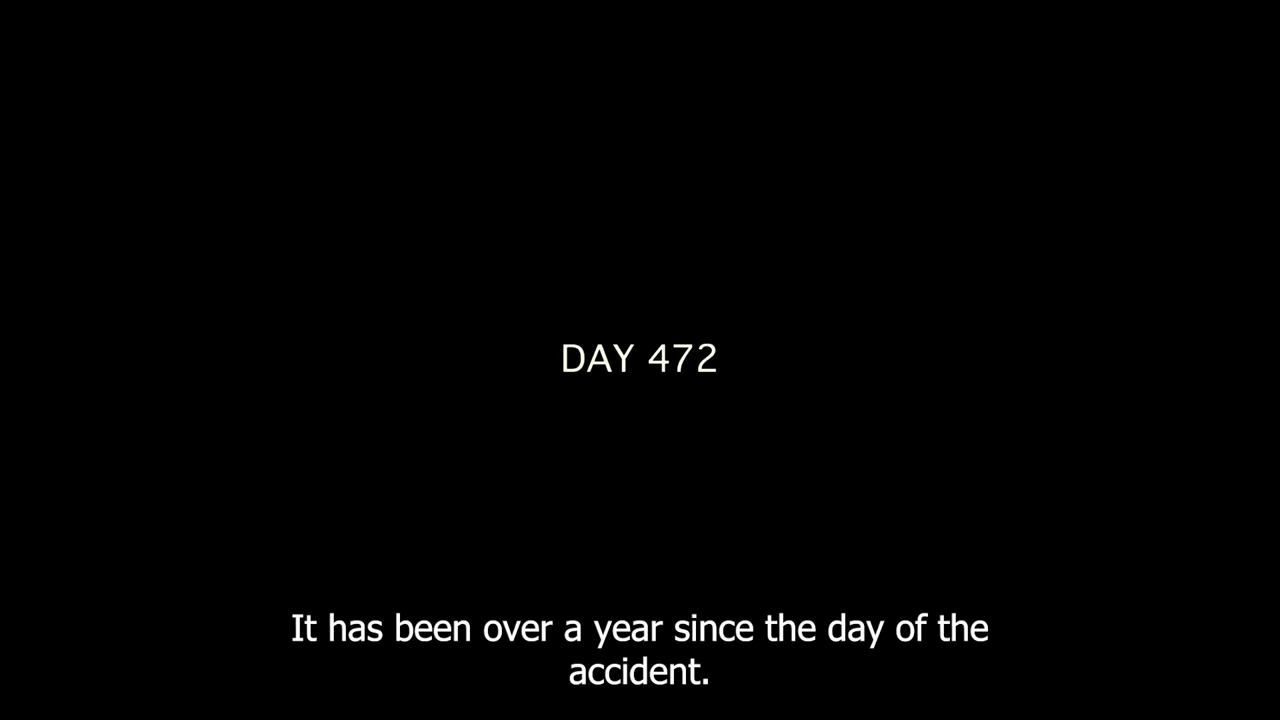 DAY 472
It has been over a year since the day of the
accident.